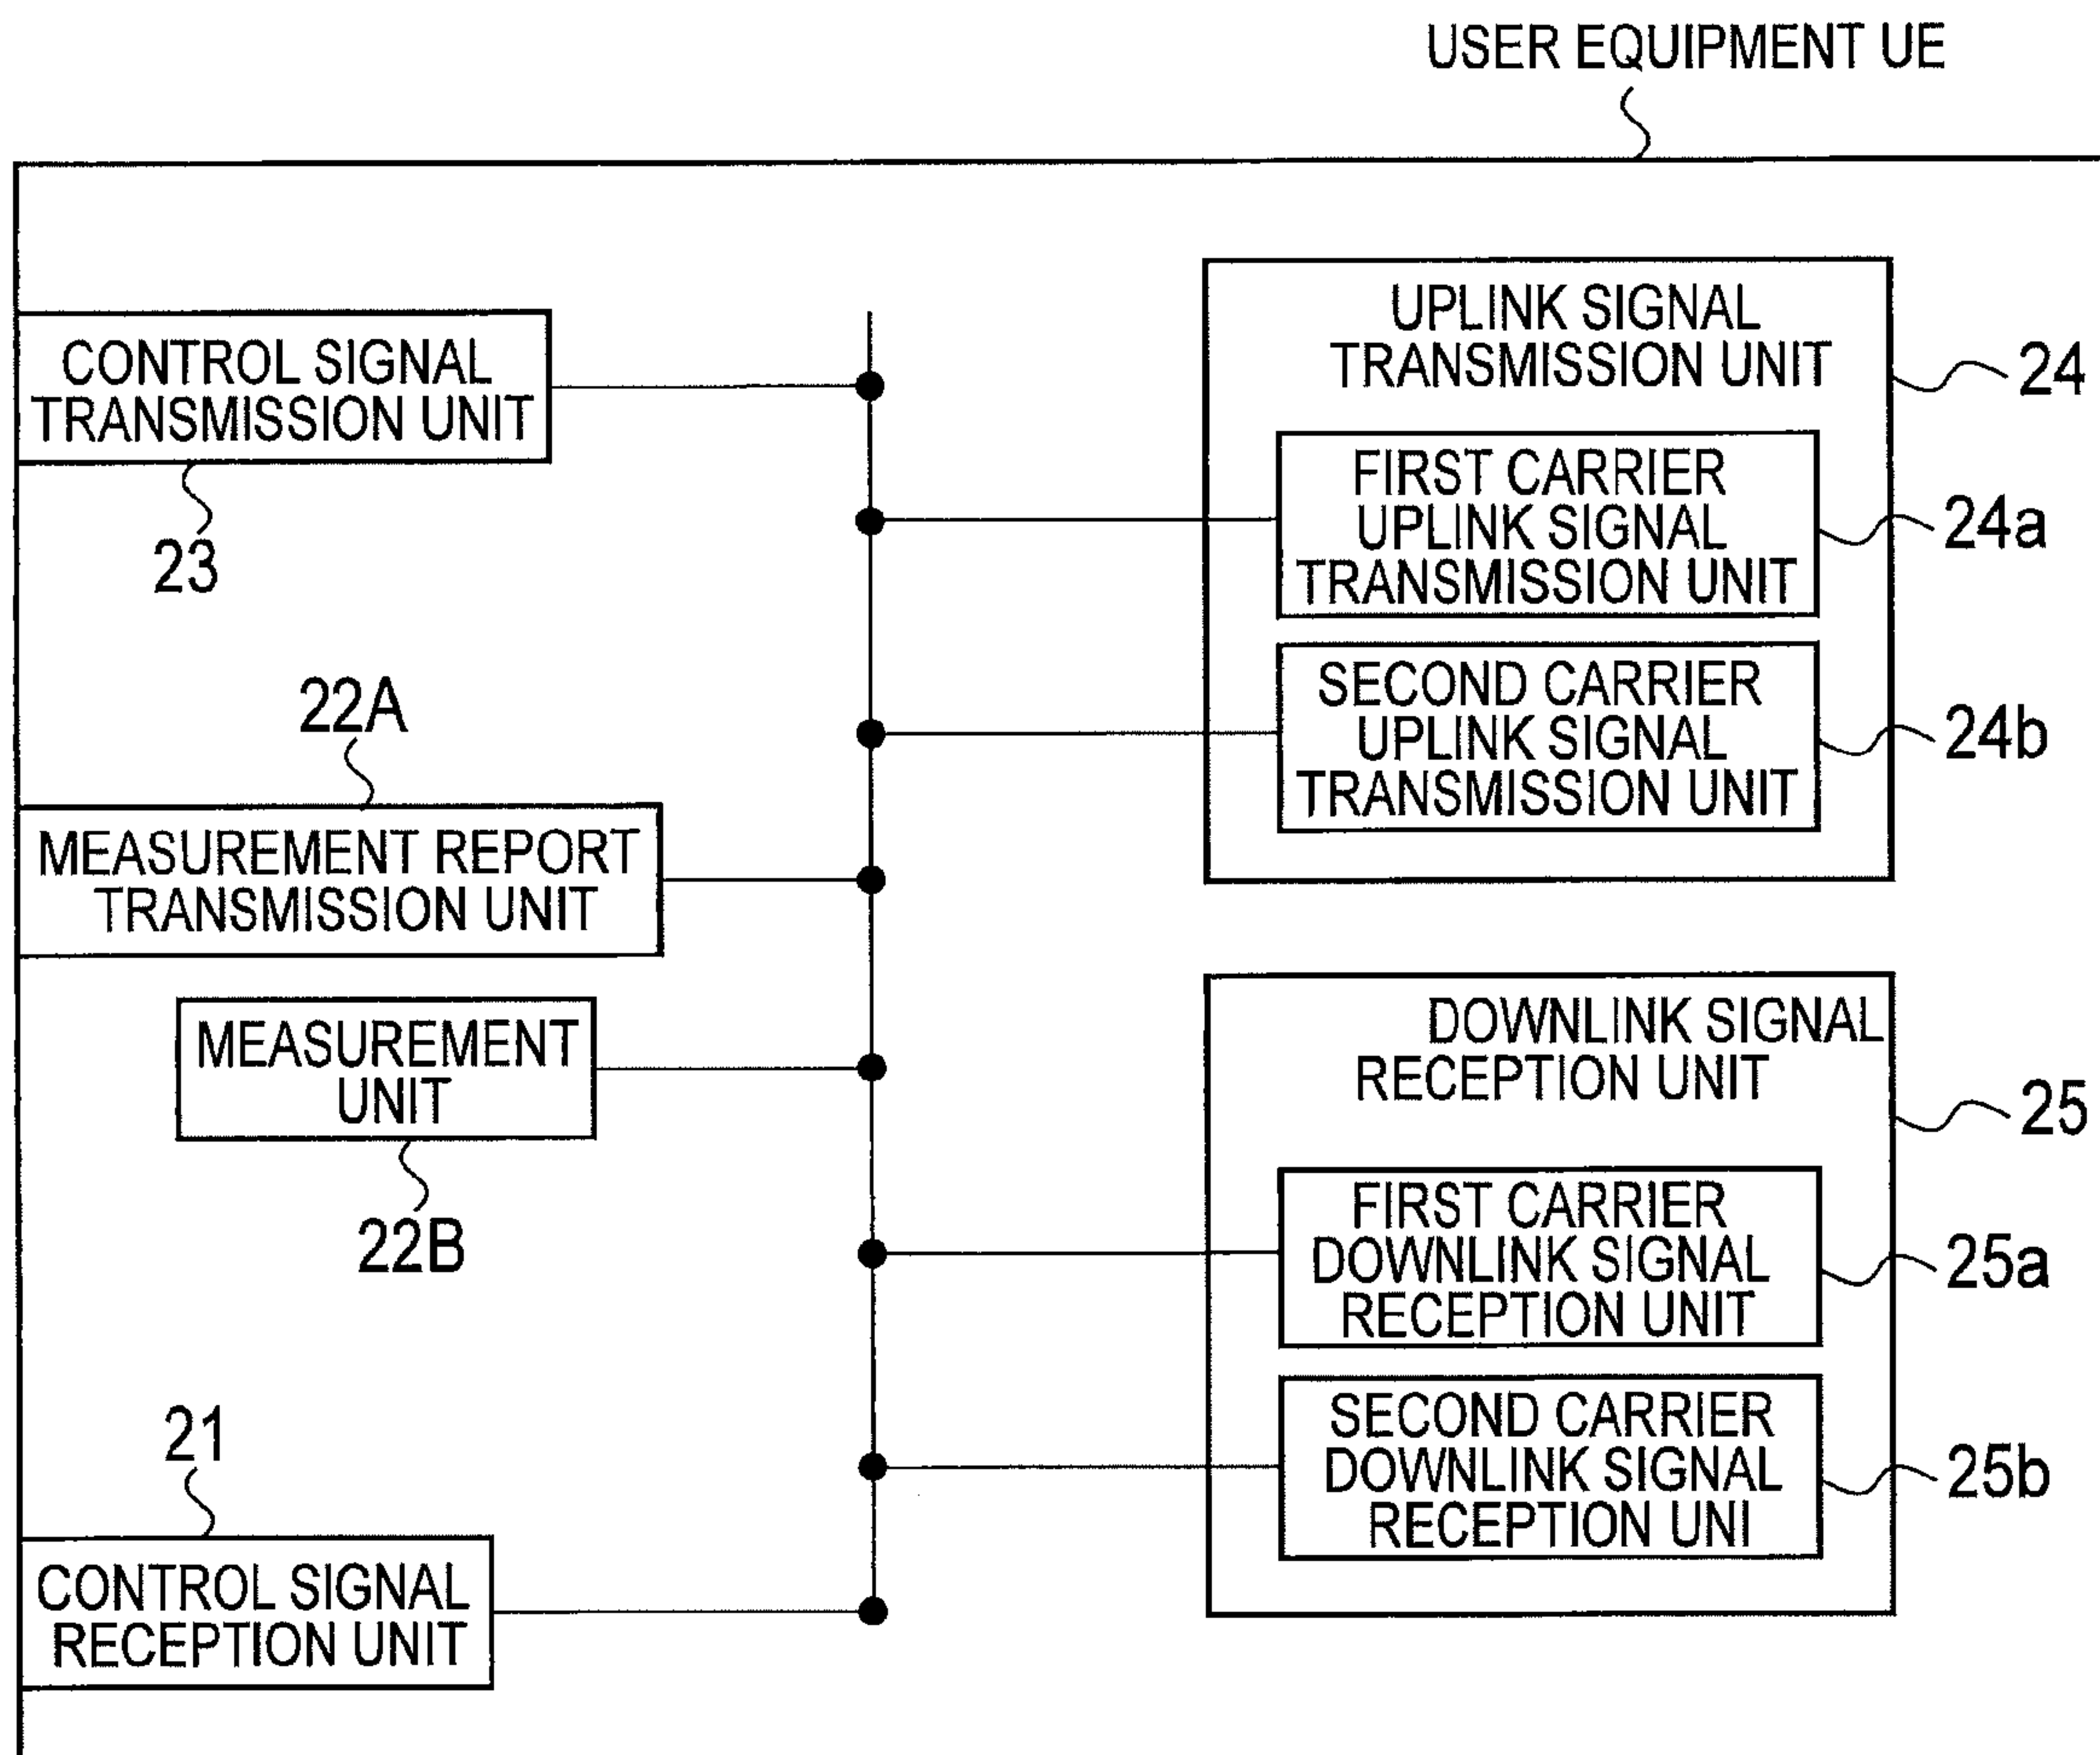 USER EQUIPMENT UE
CONTROL SIGNAL
TRANSMISSION UNIT
23
22A
MEASUREMENT REPORT
TRANSMISSION UNIT
MEASUREMENT
UNIT
22B
21
CONTROL SIGNAL
RECEPTION UNIT
UPLINK SIGNAL
TRANSMISSION UNIT
24
FIRST CARRIER
UPLINK SIGNAL
TRANSMISSION UNIT
24a
SECOND CARRIER
UPLINK SIGNAL
TRANSMISSION UNIT
24b
DOWNLINK SIGNAL
RECEPTION UNIT
25
FIRST CARRIER
DOWNLINK SIGNAL
RECEPTION UNIT
25a
SECOND CARRIER
DOWNLINK SIGNAL
RECEPTION UNI
25b